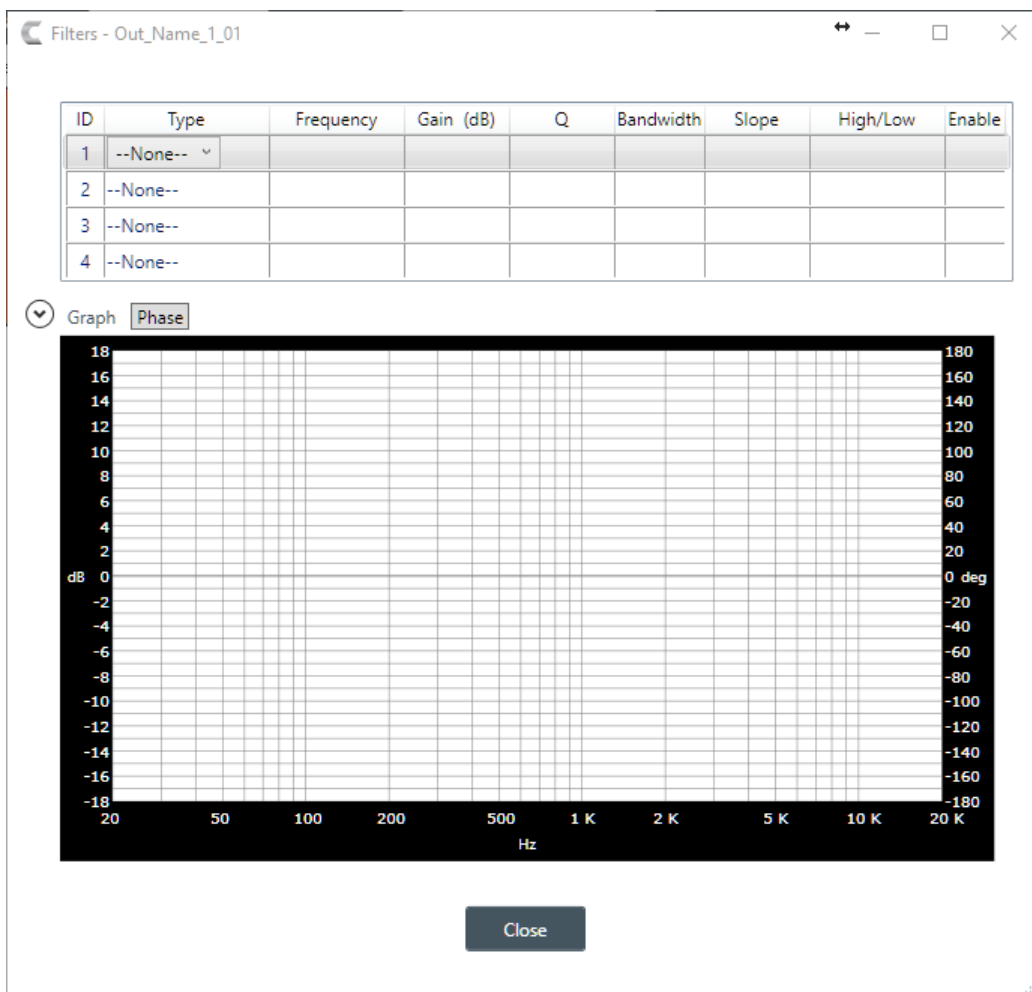 Filters - Out_Name_1_01
ID Type Frequency Gain (dB) Q Bandwidth Slope High/Low Enable
1 --None--
2 --None--
3 --None--
4 --None--
Graph Phase
18 180
16 160
14 140
12 120
10 100
8 80
6 60
4 40
2 20
dB 0 0 deg
-2 -20
-4 -40
-6 -60
-8 -80
-10 -100
-12 -120
-14 -140
-16 -160
-18 -180
20 50 100 200 500 1 K 2 K 5 K 10 K 20 K
Hz
Close